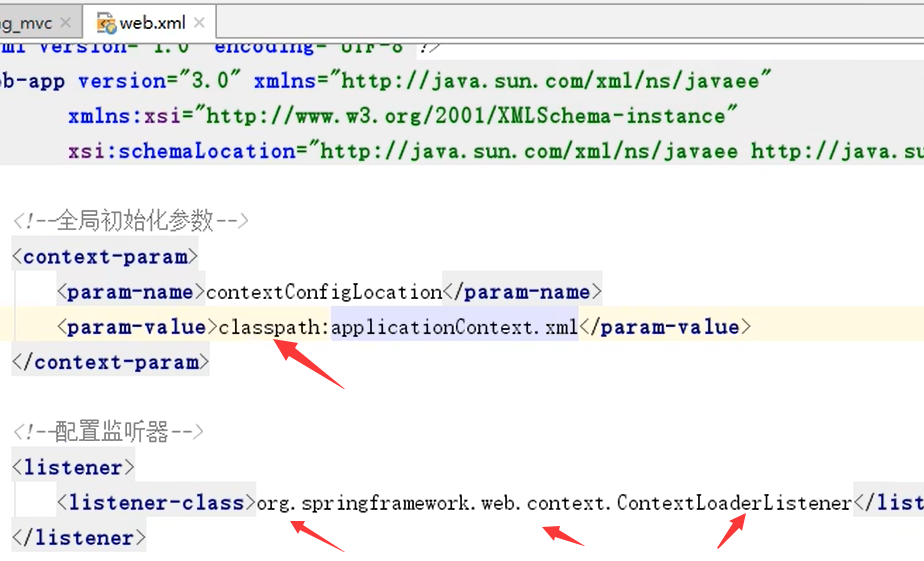 ng_mvc × web.xml ×
ml version="1.0" encoding="UTF-8"?>
b-app version="3.0" xmlns="http://java.sun.com/xml/ns/javaee"
xmlns:xsi="http://www.w3.org/2001/XMLSchema-instance"
xsi:schemaLocation="http://java.sun.com/xml/ns/javaee http://java.su
<!--全局初始化参数-->
<context-param>
<param-name>contextConfigLocation</param-name>
<param-value>classpath:applicationContext.xml</param-value>
</context-param>
<!--配置监听器-->
<listener>
<listener-class>org.springframework.web.context.ContextLoaderListener</list
</listener>